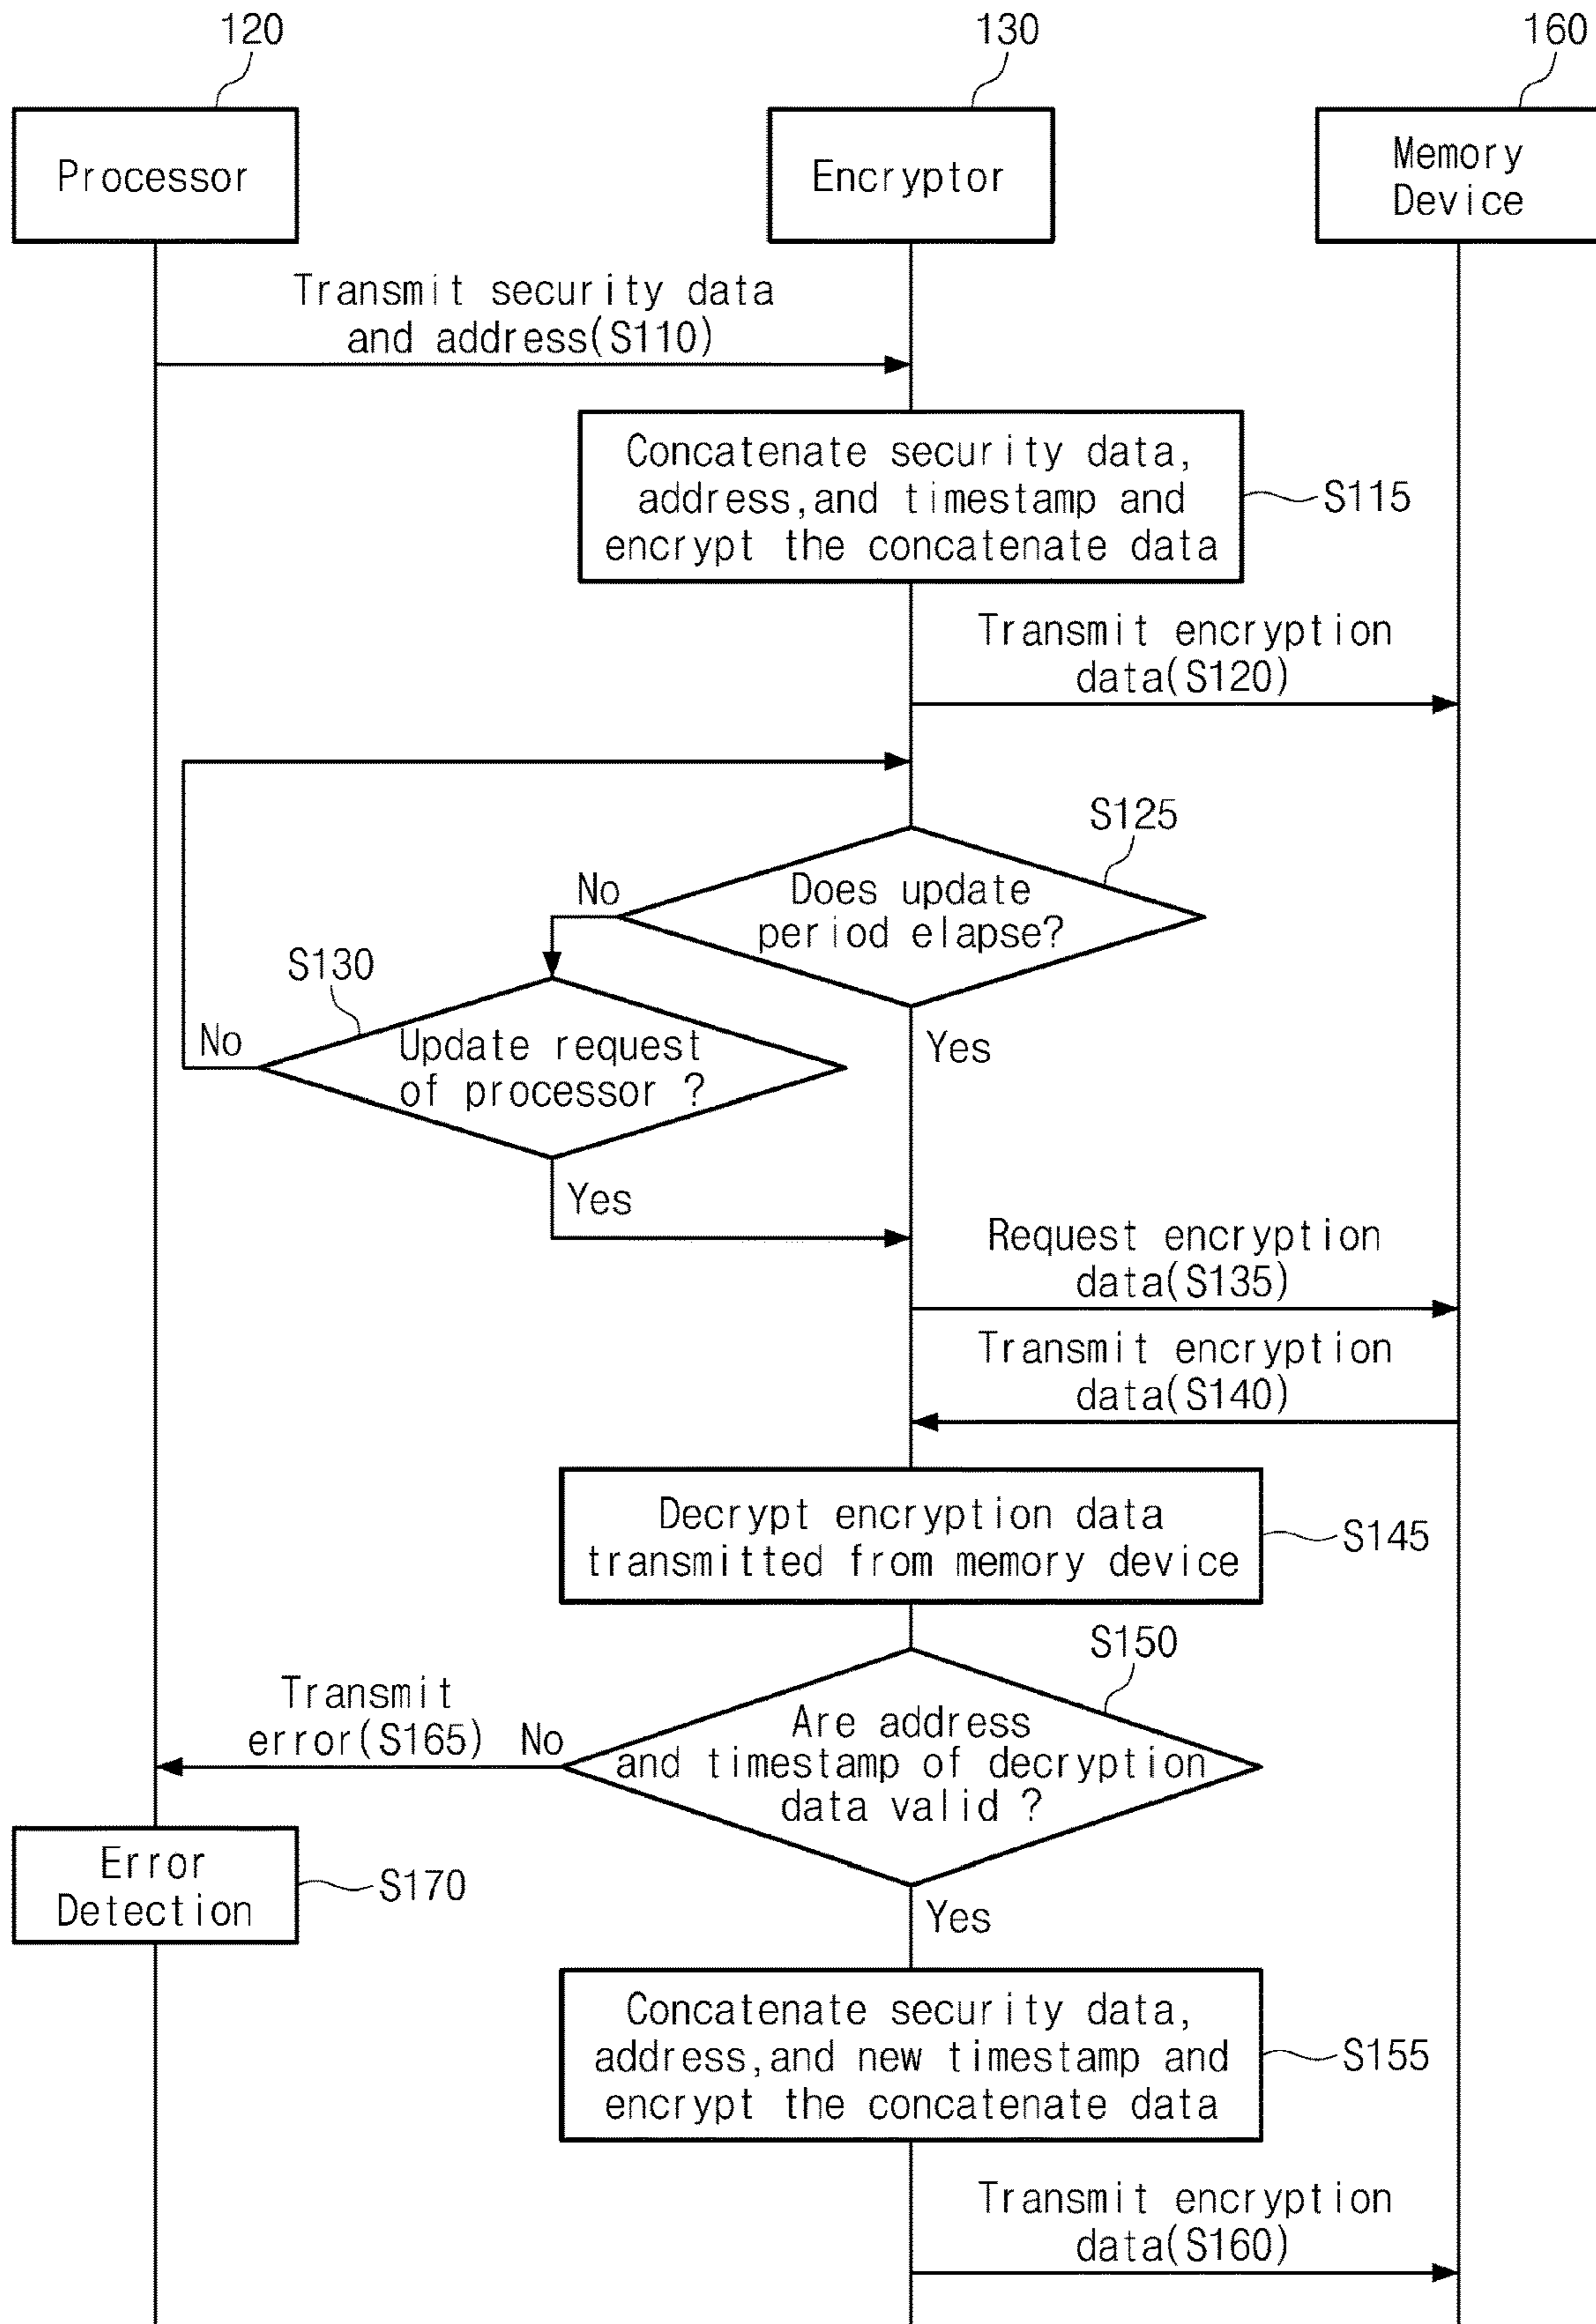 120
130
160
Processor
Encryptor
Memory
Device
Transmit security data
and address(S110)
Concatenate security data,
address,and timestamp and
encrypt the concatenate data
S115
Transmit encryption
data(S120)
S125
Does update
period elapse?
No
S130
Yes
No
Update request
of processor ?
Yes
Request encryption
data(S135)
Transmit encryption
data(S140)
Decrypt encryption data
transmitted from memory device
S145
S150
Transmit
error(S165)
No
Are address
and timestamp of decryption
data valid ?
Error
Detection
S170
Yes
Concatenate security data,
address,and new timestamp and
encrypt the concatenate data
S155
Transmit encryption
data(S160)